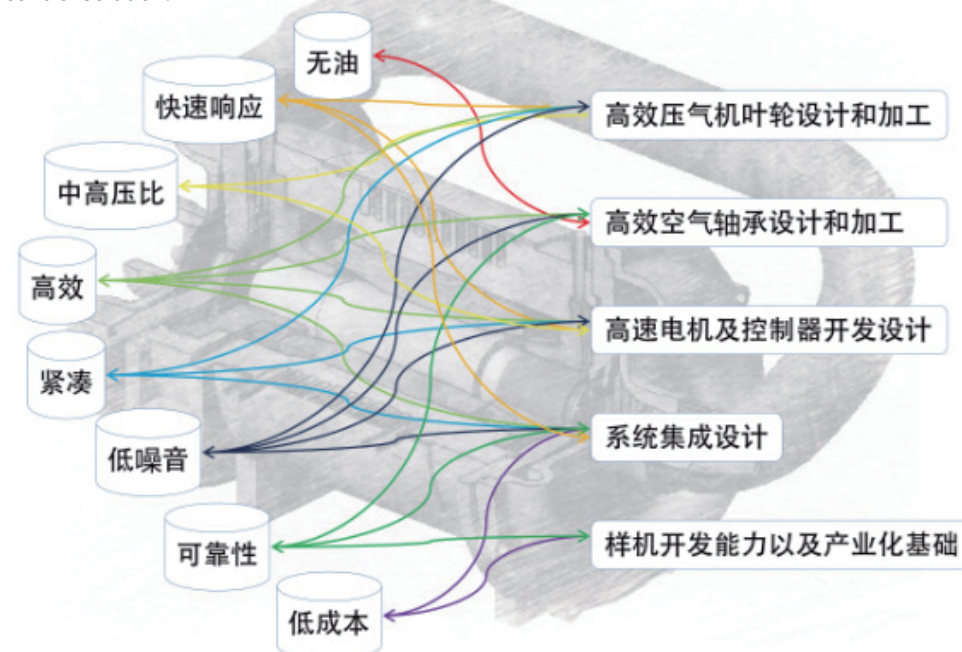 无油
快速响应
高效压气机叶轮设计和加工
中高压比
高效空气轴承设计和加工
高效
高速电机及控制器开发设计
紧凑
系统集成设计
低噪音
可靠性
样机开发能力以及产业化基础
低成本